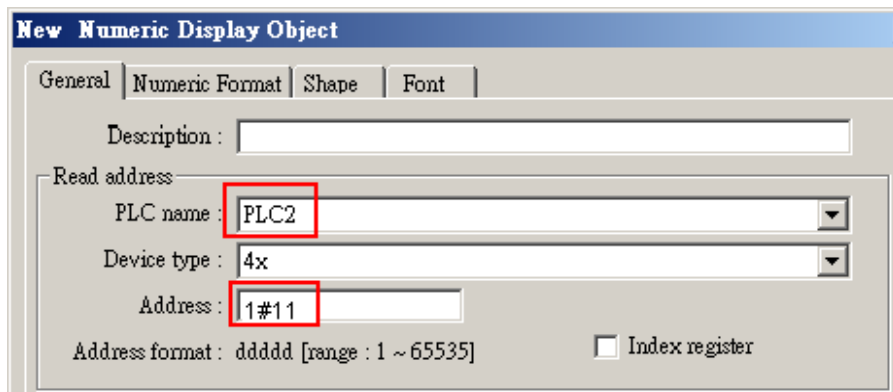 New Numeric Display Object
General Numeric Format Shape Font
Description :
Read address
PLC name : PLC2
Device type : 4x
Address : 1#11
Address format : ddddd [range : 1 ~ 65535] Index register